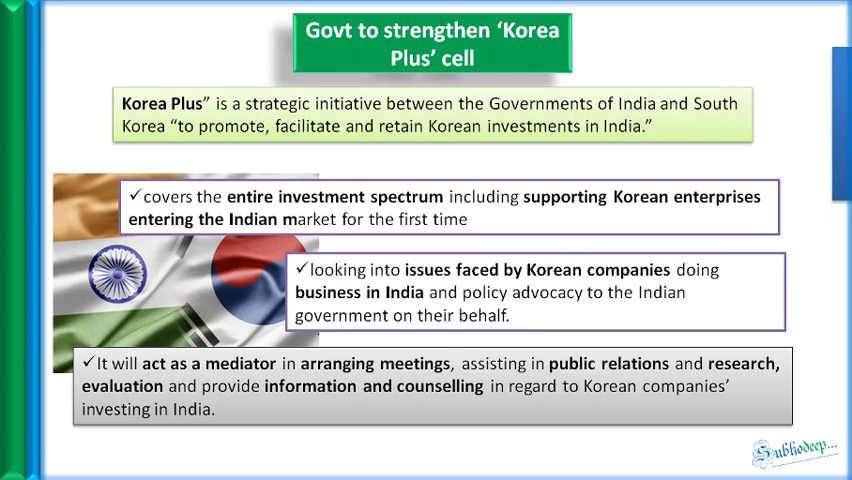 Govt to strengthen ‘Korea
Plus’ cell
Korea Plus” is a strategic initiative between the Governments of India and South
Korea “to promote, facilitate and retain Korean investments in India.”
✓covers the entire investment spectrum including supporting Korean enterprises
entering the Indian market for the first time
✓looking into issues faced by Korean companies doing
business in India and policy advocacy to the Indian
government on their behalf.
✓It will act as a mediator in arranging meetings, assisting in public relations and research,
evaluation and provide information and counselling in regard to Korean companies’
investing in India.
Subhodeep...